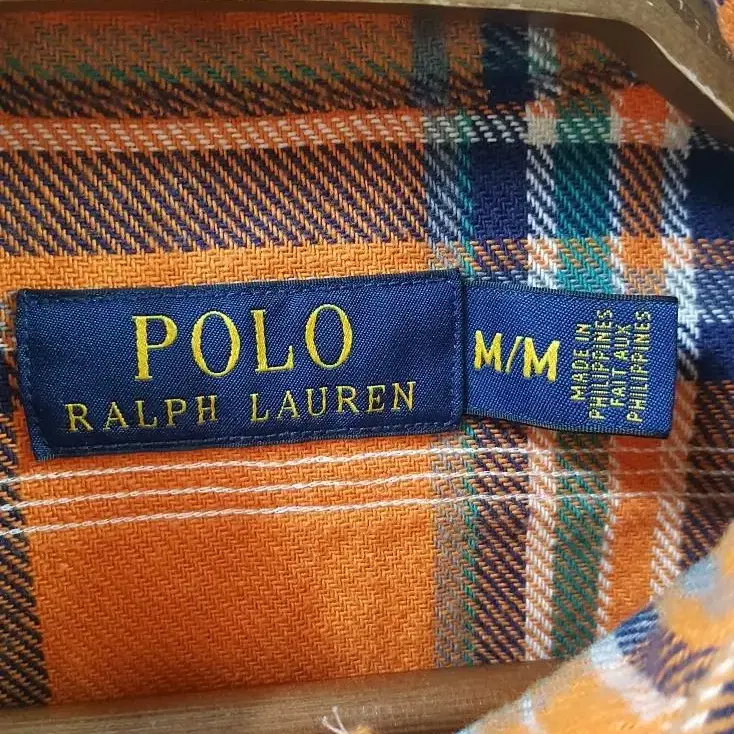 POLO
RALPH LAUREN
M/M
MADE IN
PHILIPPINES
FAIT AUX
PHILIPPINES